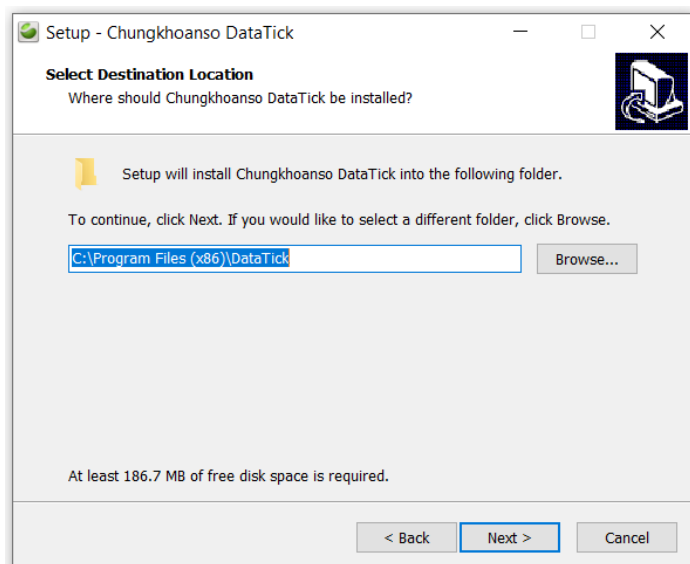 Setup - Chungkhoanso DataTick
Select Destination Location
Where should Chungkhoanso DataTick be installed?
Setup will install Chungkhoanso DataTick into the following folder.
To continue, click Next. If you would like to select a different folder, click Browse.
C:\Program Files (x86)\DataTick
Browse...
At least 186.7 MB of free disk space is required.
< Back
Next >
Cancel